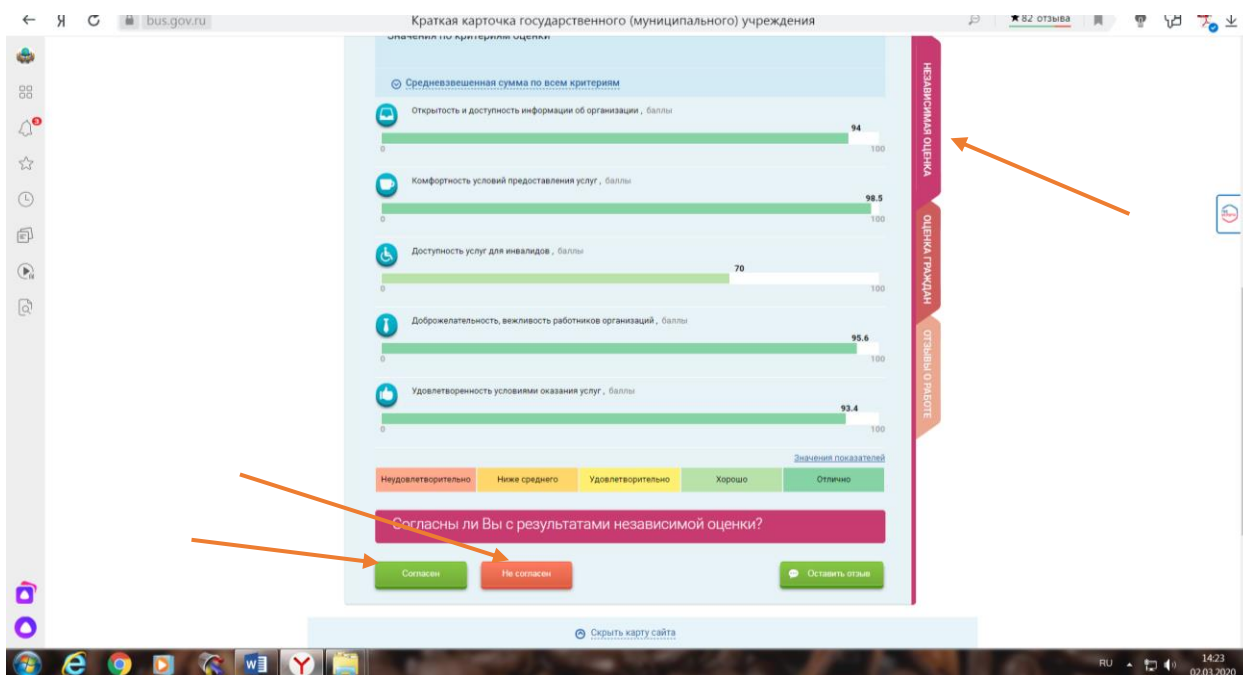 bus.gov.ru
Краткая карточка государственного (муниципального) учреждения
★82 отзыва
Значения по критериям оценки
Средневзвешенная сумма по всем критериям
Открытость и доступность информации об организации, баллы
94
0
100
Комфортность условий предоставления услуг, баллы
98.5
0
100
Доступность услуг для инвалидов, баллы
70
0
100
Доброжелательность, вежливость работников организаций, баллы
95.6
0
100
Удовлетворенность условиями оказания услуг, баллы
93.4
0
100
Значения показателей
Неудовлетворительно
Ниже среднего
Удовлетворительно
Хорошо
Отлично
Согласны ли Вы с результатами независимой оценки?
Согласен
Не согласен
Оставить отзыв
Скрыть карту сайта
НЕЗАВИСИМАЯ ОЦЕНКА
ОЦЕНКА ГРАЖДАН
ОТЗЫВЫ О РАБОТЕ
RU
14:23
02.03.2020